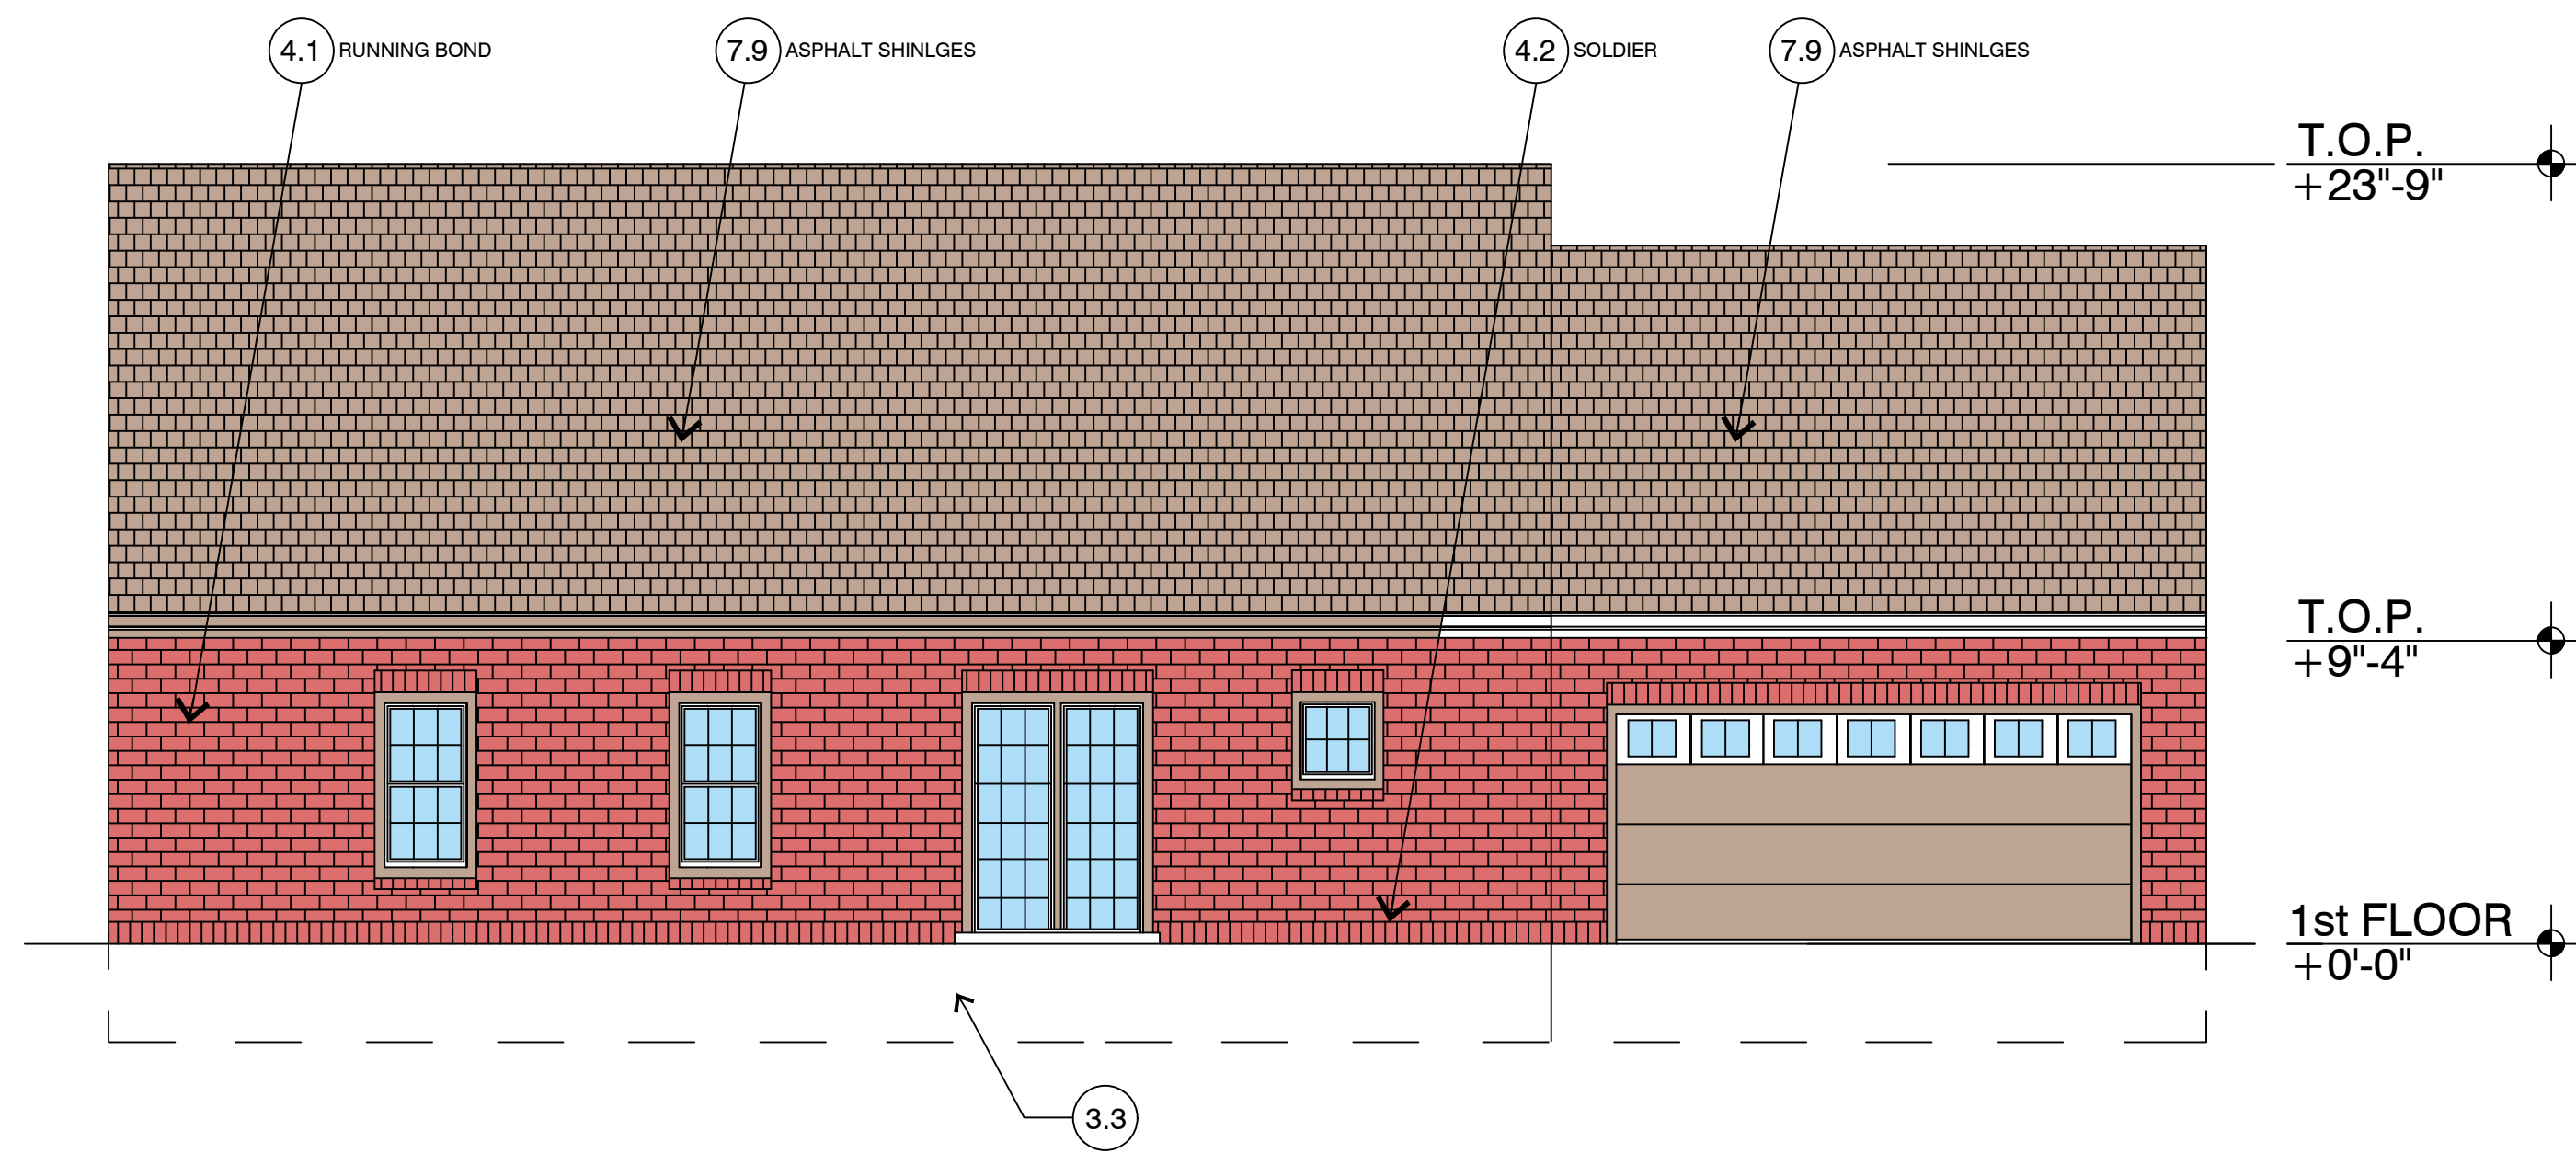 4.1 RUNNING BOND
7.9 ASPHALT SHINLGES
4.2 SOLDIER
7.9 ASPHALT SHINLGES
T.O.P.
+23"-9"
T.O.P.
+9"-4"
1st FLOOR
+0'-0"
3.3